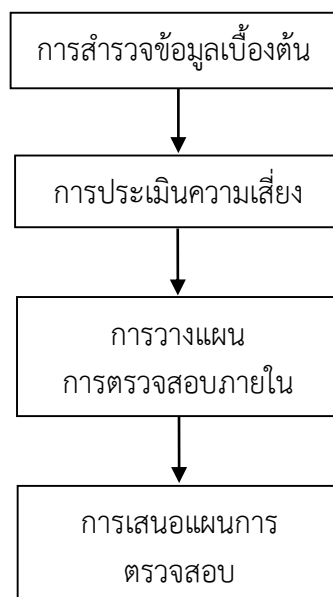 การสำรวจข้อมูลเบื้องต้น
การประเมินความเสี่ยง
การวางแผน
การตรวจสอบภายใน
การเสนอแผนการ
ตรวจสอบ